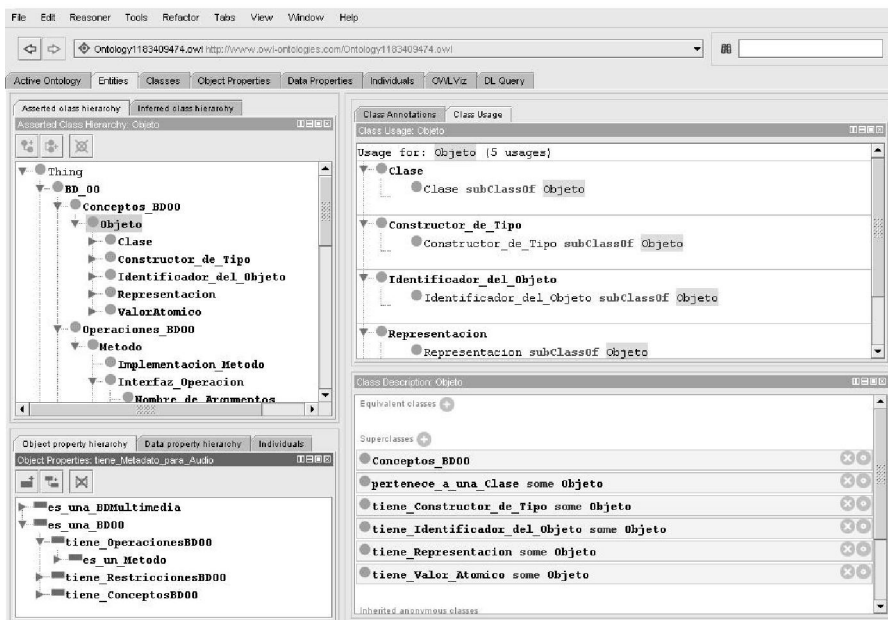 File Edit Reasoner Tools Refactor Tabs View Window Help
Ontology1183409474.owl http://www.owl-ontologies.com/Ontology1183409474.owl
Active Ontology Entities Classes Object Properties Data Properties Individuals OWLViz DL Query
Asserted class hierarchy Inferred class hierarchy
Asserted Class Hierarchy: Objeto
Thing
BD_OO
Conceptos_BDOO
Objeto
Clase
Constructor_de_Tipo
Identificador_del_Objeto
Representacion
ValorAtomico
Operaciones_BDOO
Metodo
Implementacion_Metodo
Interfaz_Operacion
Nombre de Argumentos
Object property hierarchy Data property hierarchy Individuals
Object Properties: tiene_Metadato_para_Audio
es_una_BDMultimedia
es_una_BDOO
tiene_OperacionesBDOO
es_un_Metodo
tiene_RestriccionesBDOO
tiene_ConceptosBDOO
Class Annotations Class Usage
Class Usage: Objeto
Usage for: Objeto (5 usages)
Clase
Clase subClassOf Objeto
Constructor_de_Tipo
Constructor_de_Tipo subClassOf Objeto
Identificador_del_Objeto
Identificador_del_Objeto subClassOf Objeto
Representacion
Representacion subClassOf Objeto
Class Description: Objeto
Equivalent classes
Superclasses
Conceptos_BDOO
pertenece_a_una_Clase some Objeto
tiene_Constructor_de_Tipo some Objeto
tiene_Identificador_del_Objeto some Objeto
tiene_Representacion some Objeto
tiene_Valor_Atomico some Objeto
Inherited anonymous classes